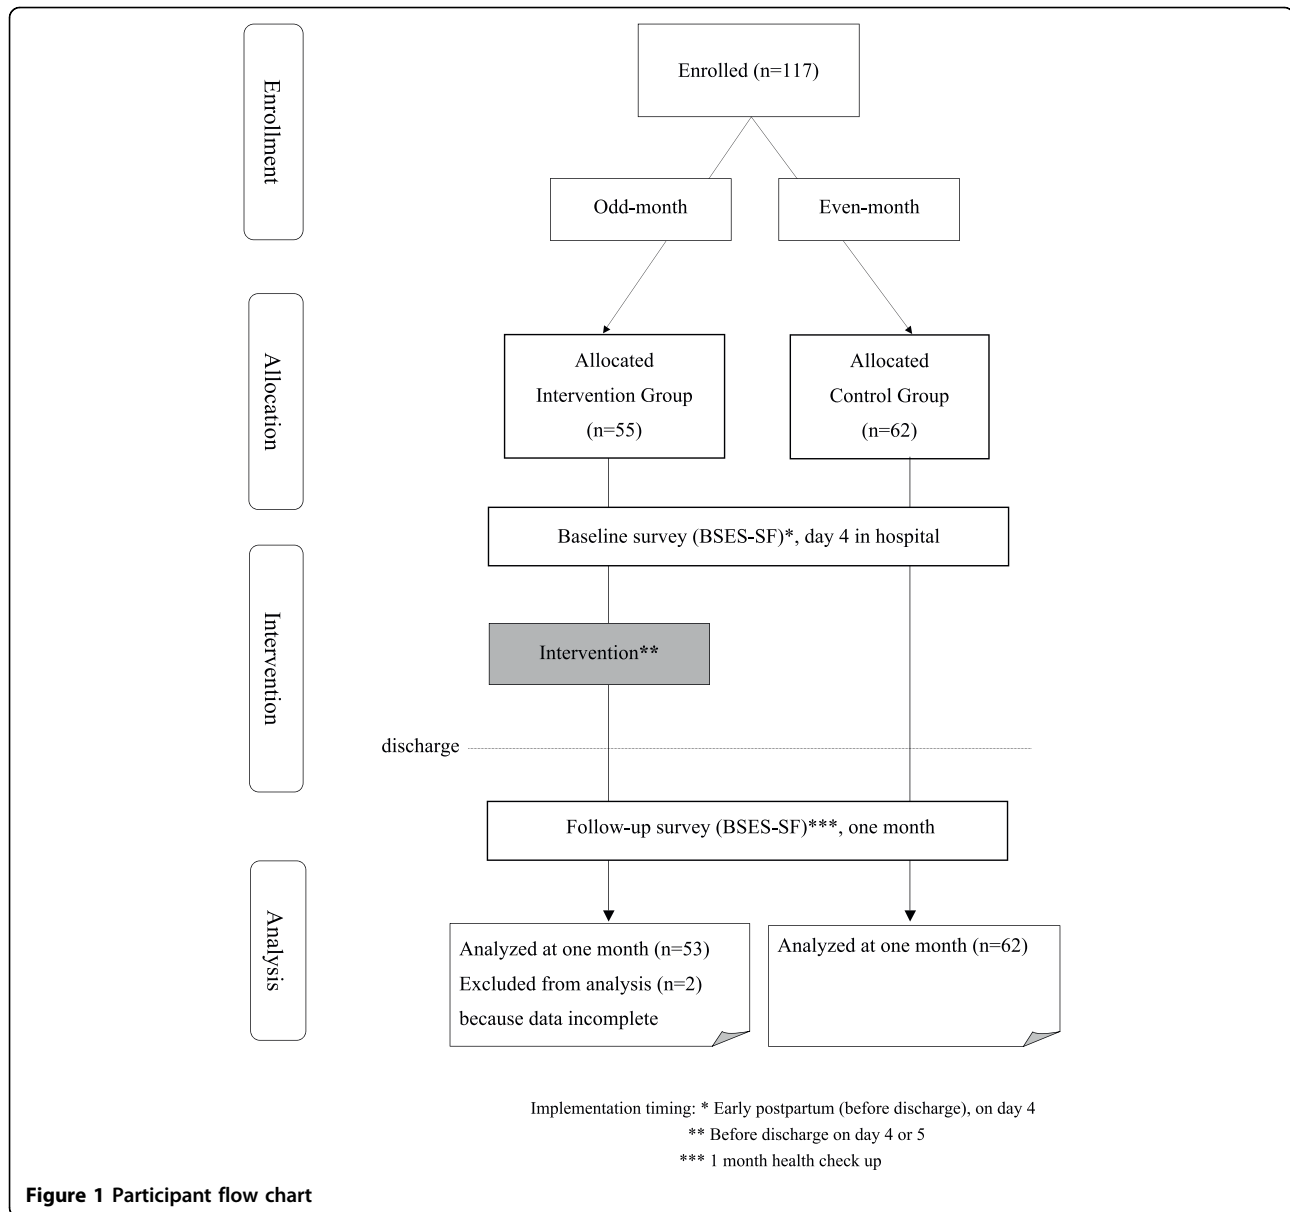 Enrollment
Enrolled (n=117)
Odd-month
Even-month
Allocation
Allocated
Intervention Group
(n=55)
Allocated
Control Group
(n=62)
Baseline survey (BSES-SF)*, day 4 in hospital
Intervention
Intervention**
discharge
Follow-up survey (BSES-SF)***, one month
Analysis
Analyzed at one month (n=53)
Excluded from analysis (n=2)
because data incomplete
Analyzed at one month (n=62)
Implementation timing: * Early postpartum (before discharge), on day 4
** Before discharge on day 4 or 5
*** 1 month health check up
Figure 1 Participant flow chart